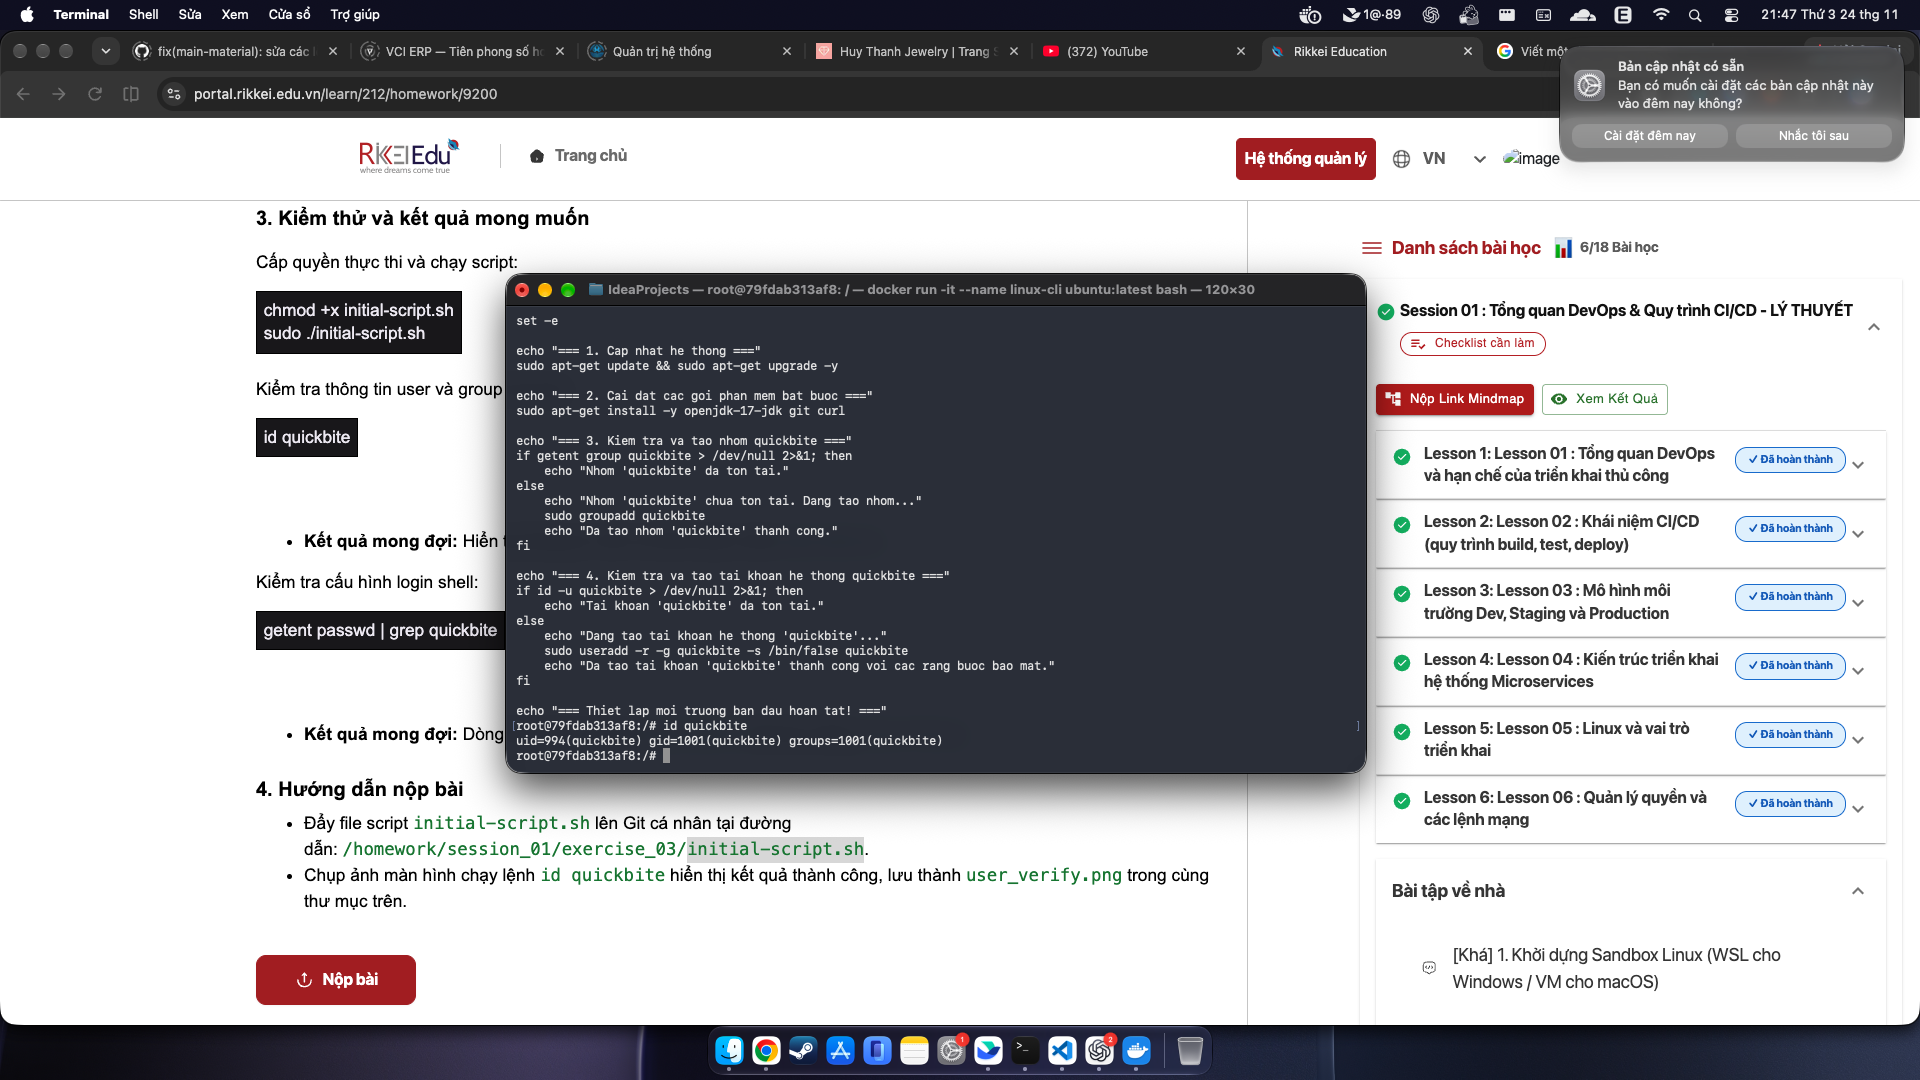 Terminal Shell Sửa Xem Cửa sổ Trợ giúp
1@·89
21:47 Thứ 3 24 thg 11
fix(main-material): sửa các
VCI ERP — Tiên phong số h
Quản trị hệ thống
Huy Thanh Jewelry | Trang
(372) YouTube
Rikkei Education
Viết một
portal.rikkei.edu.vn/learn/212/homework/9200
Bản cập nhật có sẵn
Bạn có muốn cài đặt các bản cập nhật này
vào đêm nay không?
Cài đặt đêm nay
Nhắc tôi sau
RIKKEI Edu
where dreams come true
Trang chủ
Hệ thống quản lý
VN
image
3. Kiểm thử và kết quả mong muốn
Cấp quyền thực thi và chạy script:
chmod +x initial-script.sh
sudo ./initial-script.sh
Kiểm tra thông tin user và group
id quickbite
Kết quả mong đợi: Hiển
Kiểm tra cấu hình login shell:
getent passwd | grep quickbite
Kết quả mong đợi: Dòng
4. Hướng dẫn nộp bài
Đẩy file script initial-script.sh lên Git cá nhân tại đường
dẫn: /homework/session_01/exercise_03/initial-script.sh.
Chụp ảnh màn hình chạy lệnh id quickbite hiển thị kết quả thành công, lưu thành user_verify.png trong cùng
thư mục trên.
Nộp bài
IdeaProjects — root@79fdab313af8: / — docker run -it --name linux-cli ubuntu:latest bash — 120×30
set -e
echo "=== 1. Cap nhat he thong ==="
sudo apt-get update && sudo apt-get upgrade -y
echo "=== 2. Cai dat cac goi phan mem bat buoc ==="
sudo apt-get install -y openjdk-17-jdk git curl
echo "=== 3. Kiem tra va tao nhom quickbite ==="
if getent group quickbite > /dev/null 2>&1; then
echo "Nhom 'quickbite' da ton tai."
else
echo "Nhom 'quickbite' chua ton tai. Dang tao nhom..."
sudo groupadd quickbite
echo "Da tao nhom 'quickbite' thanh cong."
fi
echo "=== 4. Kiem tra va tao tai khoan he thong quickbite ==="
if id -u quickbite > /dev/null 2>&1; then
echo "Tai khoan 'quickbite' da ton tai."
else
echo "Dang tao tai khoan he thong 'quickbite'..."
sudo useradd -r -g quickbite -s /bin/false quickbite
echo "Da tao tai khoan 'quickbite' thanh cong voi cac rang buoc bao mat."
fi
echo "=== Thiet lap moi truong ban dau hoan tat! ==="
[root@79fdab313af8:/# id quickbite ]
uid=994(quickbite) gid=1001(quickbite) groups=1001(quickbite)
root@79fdab313af8:/#
Danh sách bài học
6/18 Bài học
Session 01 : Tổng quan DevOps & Quy trình CI/CD - LÝ THUYẾT
Checklist cần làm
Nộp Link Mindmap
Xem Kết Quả
Lesson 1: Lesson 01 : Tổng quan DevOps
và hạn chế của triển khai thủ công
✓ Đã hoàn thành
Lesson 2: Lesson 02 : Khái niệm CI/CD
(quy trình build, test, deploy)
✓ Đã hoàn thành
Lesson 3: Lesson 03 : Mô hình môi
trường Dev, Staging và Production
✓ Đã hoàn thành
Lesson 4: Lesson 04 : Kiến trúc triển khai
hệ thống Microservices
✓ Đã hoàn thành
Lesson 5: Lesson 05 : Linux và vai trò
triển khai
✓ Đã hoàn thành
Lesson 6: Lesson 06 : Quản lý quyền và
các lệnh mạng
✓ Đã hoàn thành
Bài tập về nhà
[Khá] 1. Khởi dựng Sandbox Linux (WSL cho
Windows / VM cho macOS)
1
2